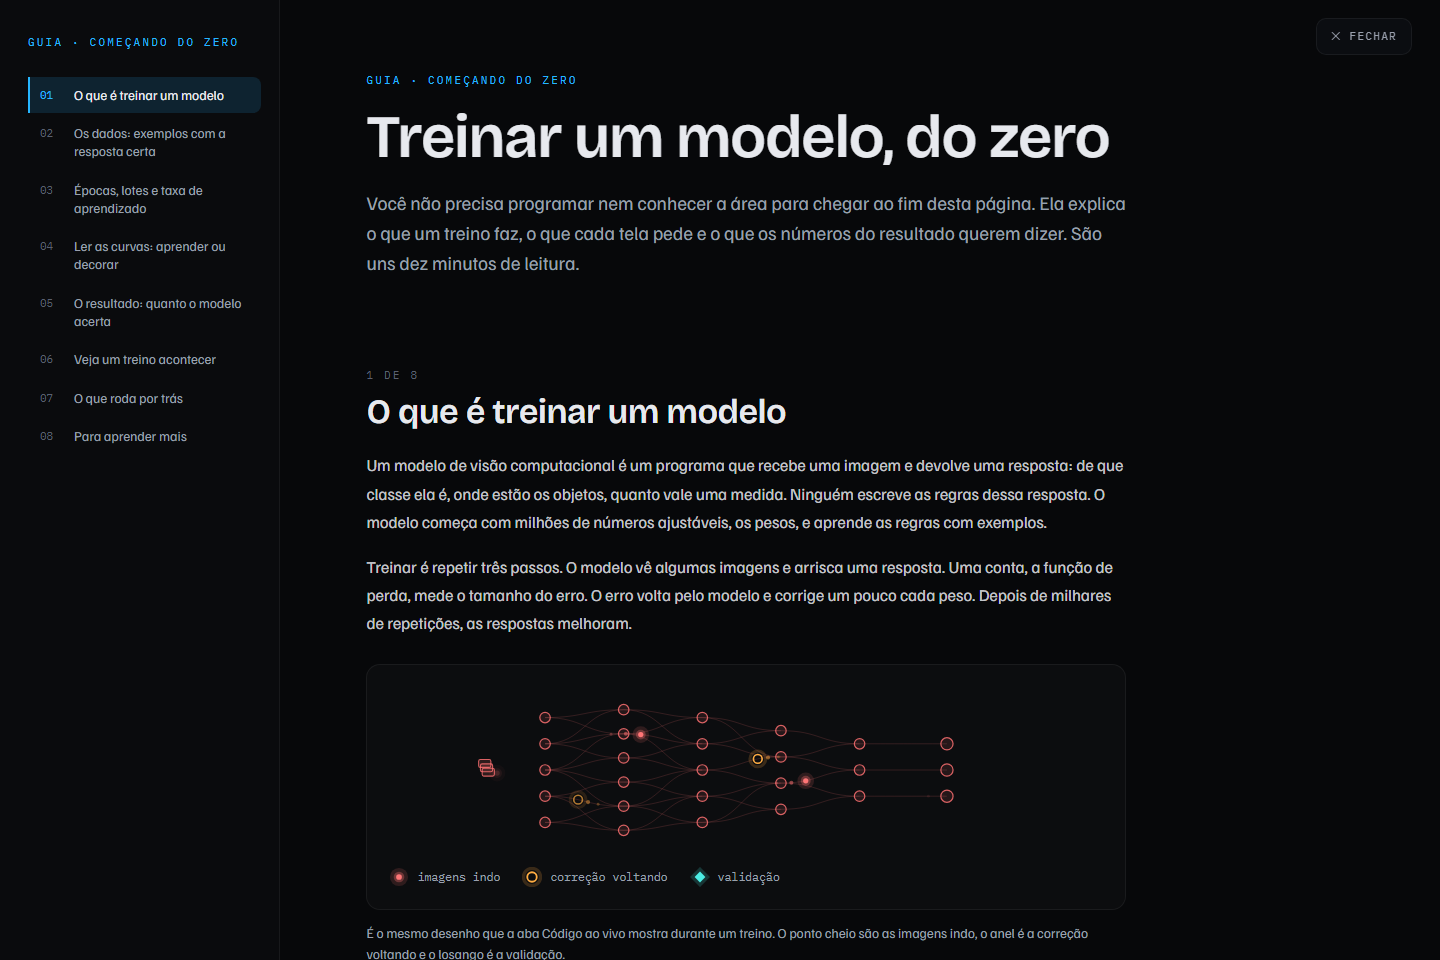 GUIA · COMEÇANDO DO ZERO
01 O que é treinar um modelo
02 Os dados: exemplos com a
resposta certa
03 Épocas, lotes e taxa de
aprendizado
04 Ler as curvas: aprender ou
decorar
05 O resultado: quanto o modelo
acerta
06 Veja um treino acontecer
07 O que roda por trás
08 Para aprender mais
FECHAR
GUIA · COMEÇANDO DO ZERO
Treinar um modelo, do zero
Você não precisa programar nem conhecer a área para chegar ao fim desta página. Ela explica
o que um treino faz, o que cada tela pede e o que os números do resultado querem dizer. São
uns dez minutos de leitura.
1 DE 8
O que é treinar um modelo
Um modelo de visão computacional é um programa que recebe uma imagem e devolve uma resposta: de que
classe ela é, onde estão os objetos, quanto vale uma medida. Ninguém escreve as regras dessa resposta. O
modelo começa com milhões de números ajustáveis, os pesos, e aprende as regras com exemplos.
Treinar é repetir três passos. O modelo vê algumas imagens e arrisca uma resposta. Uma conta, a função de
perda, mede o tamanho do erro. O erro volta pelo modelo e corrige um pouco cada peso. Depois de milhares
de repetições, as respostas melhoram.
imagens indo
correção voltando
validação
É o mesmo desenho que a aba Código ao vivo mostra durante um treino. O ponto cheio são as imagens indo, o anel é a correção
voltando e o losango é a validação.